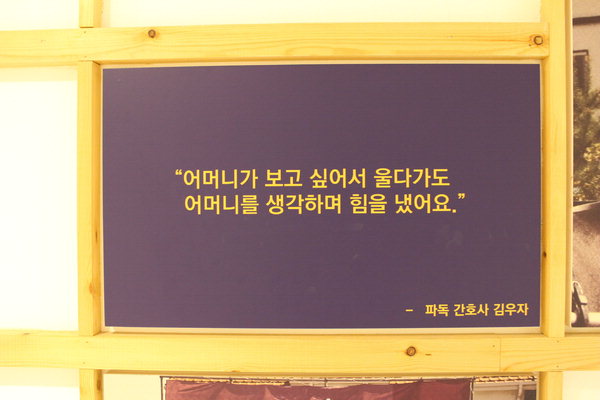 “어머니가 보고 싶어서 울다가도
어머니를 생각하며 힘을 냈어요.”
- 파독 간호사 김우자